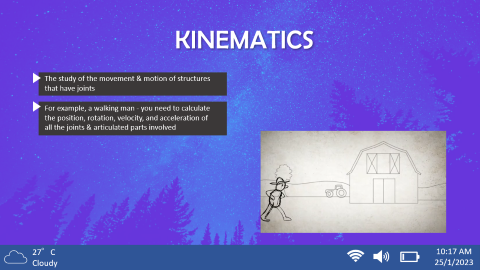 KINEMATICS
The study of the movement & motion of structures
that have joints
For example, a walking man - you need to calculate
the position, rotation, velocity, and acceleration of
all the joints & articulated parts involved
27° C
Cloudy
10:17 AM
25/1/2023